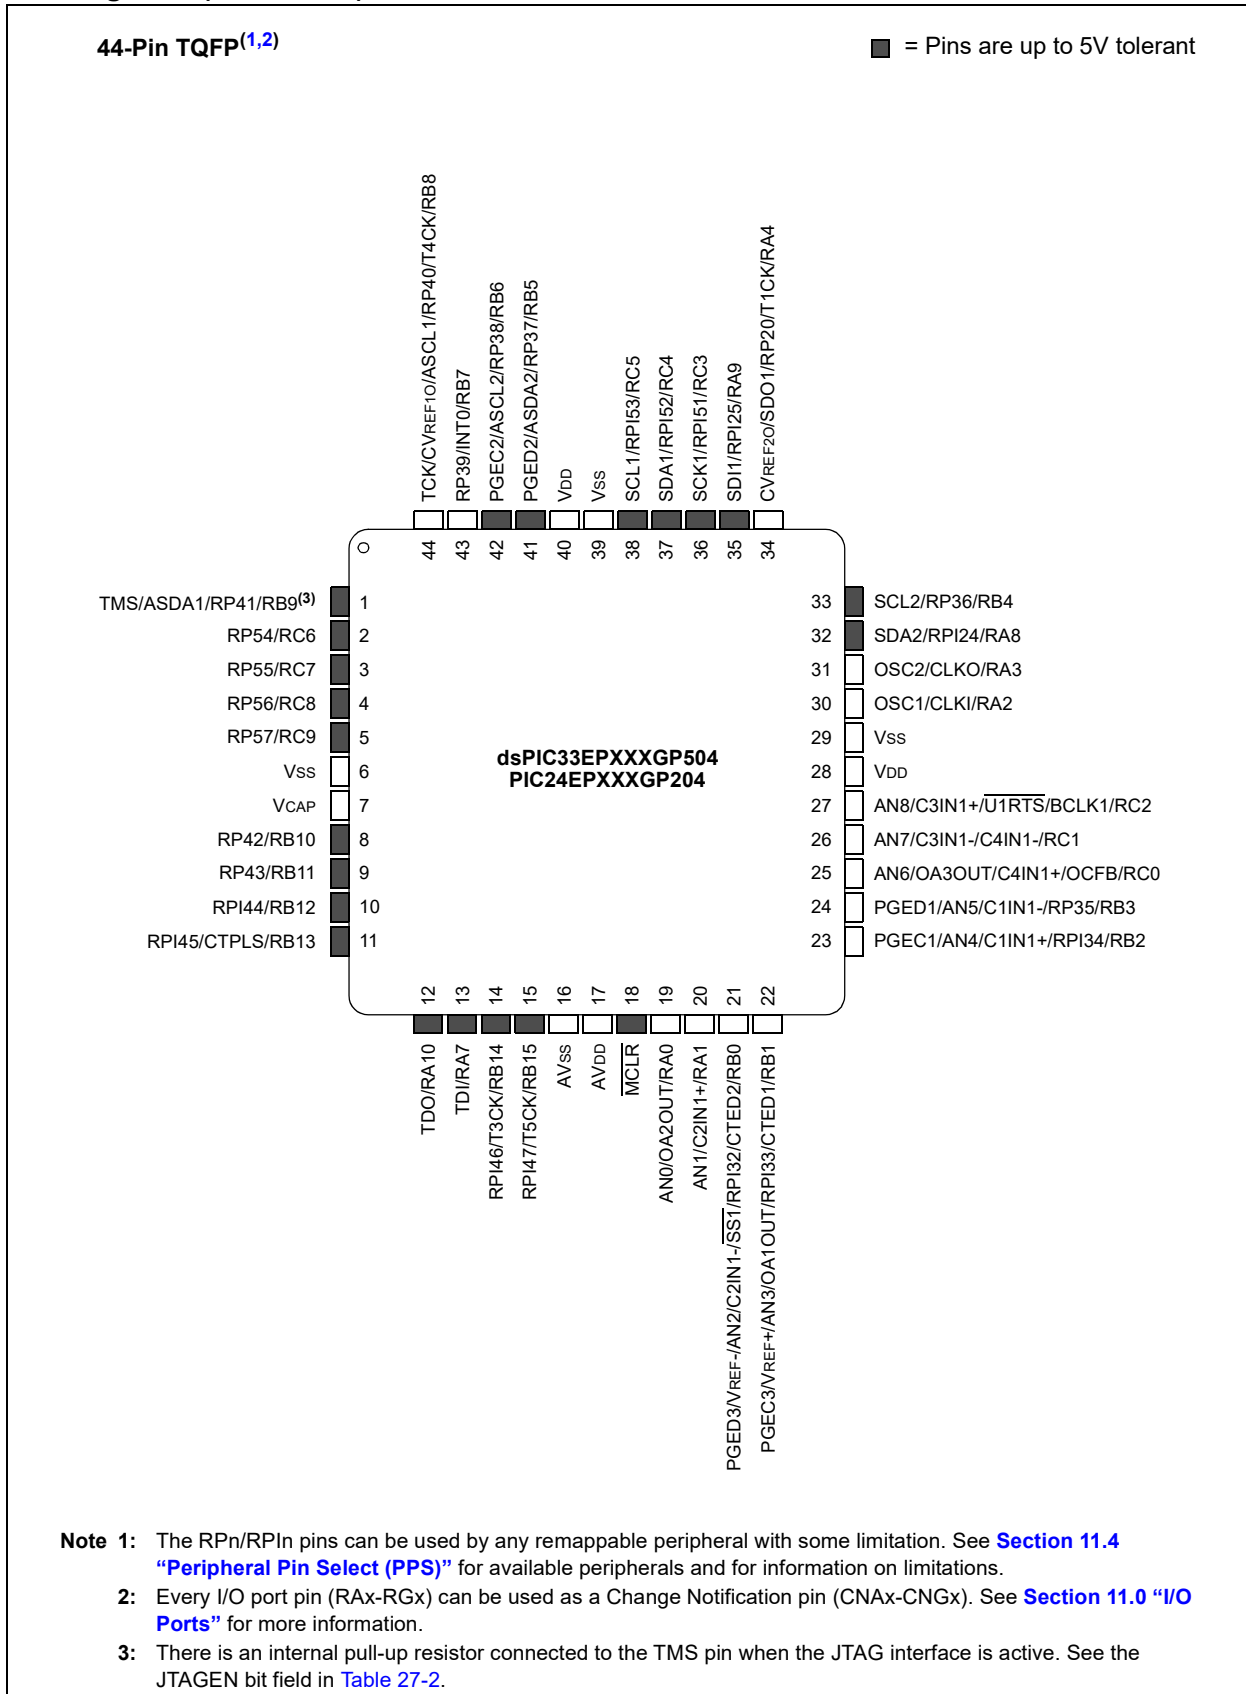 44-Pin TQFP(1,2)
= Pins are up to 5V tolerant
TCK/CVREF1O/ASCL1/RP40/T4CK/RB8
RP39/INT0/RB7
PGEC2/ASCL2/RP38/RB6
PGED2/ASDA2/RP37/RB5
VDD
VSS
SCL1/RPI53/RC5
SDA1/RPI52/RC4
SCK1/RPI51/RC3
SDI1/RPI25/RA9
CVREF2O/SDO1/RP20/T1CK/RA4
44
43
42
41
40
39
38
37
36
35
34
TMS/ASDA1/RP41/RB9(3) 1
RP54/RC6 2
RP55/RC7 3
RP56/RC8 4
RP57/RC9 5
VSS 6
VCAP 7
RP42/RB10 8
RP43/RB11 9
RPI44/RB12 10
RPI45/CTPLS/RB13 11
dsPIC33EPXXXGP504
PIC24EPXXXGP204
33 SCL2/RP36/RB4
32 SDA2/RPI24/RA8
31 OSC2/CLKO/RA3
30 OSC1/CLKI/RA2
29 VSS
28 VDD
27 AN8/C3IN1+/U1RTS/BCLK1/RC2
26 AN7/C3IN1-/C4IN1-/RC1
25 AN6/OA3OUT/C4IN1+/OCFB/RC0
24 PGED1/AN5/C1IN1-/RP35/RB3
23 PGEC1/AN4/C1IN1+/RPI34/RB2
12
13
14
15
16
17
18
19
20
21
22
TDO/RA10
TDI/RA7
RPI46/T3CK/RB14
RPI47/T5CK/RB15
AVSS
AVDD
MCLR
AN0/OA2OUT/RA0
AN1/C2IN1+/RA1
PGED3/VREF-/AN2/C2IN1-/SS1/RPI32/CTED2/RB0
PGEC3/VREF+/AN3/OA1OUT/RPI33/CTED1/RB1
Note 1: The RPn/RPIn pins can be used by any remappable peripheral with some limitation. See Section 11.4
“Peripheral Pin Select (PPS)” for available peripherals and for information on limitations.
2: Every I/O port pin (RAx-RGx) can be used as a Change Notification pin (CNAx-CNGx). See Section 11.0 “I/O
Ports” for more information.
3: There is an internal pull-up resistor connected to the TMS pin when the JTAG interface is active. See the
JTAGEN bit field in Table 27-2.